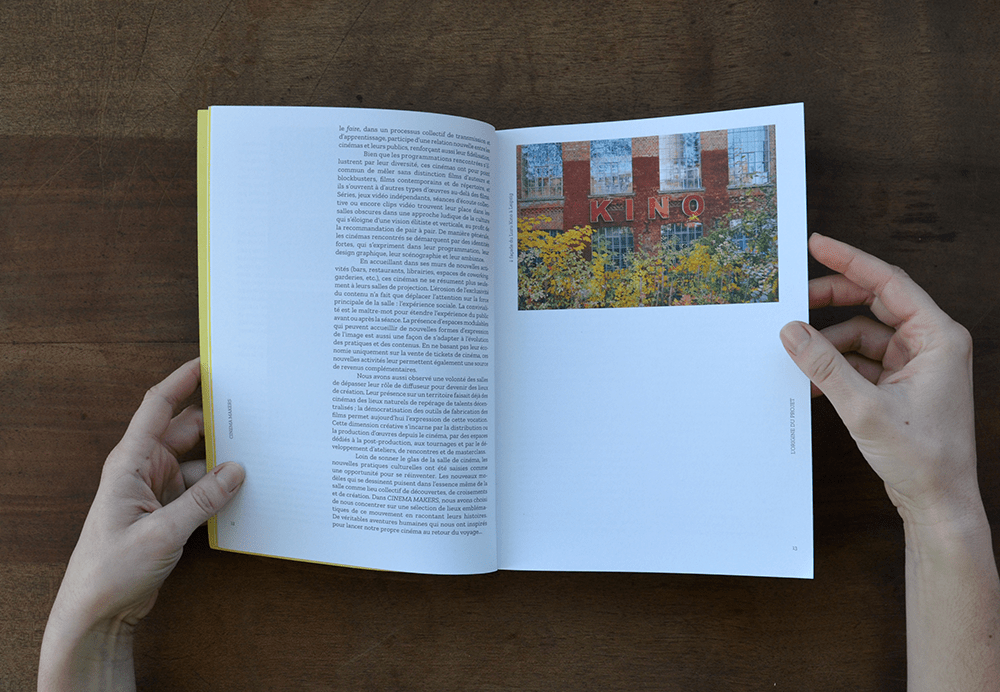 le faire, dans un processus collectif de transmission et
d'apprentissage, participe d'une relation nouvelle entre les
cinémas et leurs publics, renforçant aussi leur fidélisation.
Bien que les programmations rencontrées s'il-
lustrent par leur diversité, ces cinémas ont pour point
commun de mêler sans distinction films d'auteurs et
blockbusters, films contemporains et de répertoire, et
ils s'ouvrent à d'autres types d'œuvres au-delà des films.
Séries, jeux vidéo indépendants, séances d'écoute collec-
tive ou encore clips vidéo trouvent leur place dans les
salles obscures dans une approche ludique de la culture
qui s'éloigne d'une vision élitiste et verticale, au profit de
la recommandation de pair à pair. De manière générale,
les cinémas rencontrés se démarquent par des identités
fortes, qui s'expriment dans leur programmation, leur
design graphique, leur scénographie et leur ambiance.
En accueillant dans ses murs de nouvelles acti-
vités (bars, restaurants, librairies, espaces de coworking,
garderies, etc.), ces cinémas ne se résument plus seule-
ment à leurs salles de projection. L'érosion de l'exclusivité
du contenu n'a fait que déplacer l'attention sur la force
principale de la salle : l'expérience sociale. La convivia-
té est le maître-mot pour étendre l'expérience du public
avant ou après la séance. La présence d'espaces modulables
qui peuvent accueillir de nouvelles formes d'expression
de l'image est aussi une façon de s'adapter à l'évolution
des pratiques et des contenus. En ne basant pas leur éco-
nomie uniquement sur la vente de tickets de cinéma, ces
nouvelles activités leur permettent également une source
de revenus complémentaires.
Nous avons aussi observé une volonté des salles
de dépasser leur rôle de diffuseur pour devenir des lieux
de création. Leur présence sur un territoire faisait déjà des
cinémas des lieux naturels de repérage de talents décen-
tralisés ; la démocratisation des outils de fabrication des
films permet aujourd'hui l'expression de cette vocation.
Cette dimension créative s'incarne par la distribution ou
la production d'œuvres depuis le cinéma, par des espaces
dédiés à la post-production, aux tournages et par le dé-
veloppement d'ateliers, de rencontres et de masterclass.
Loin de sonner le glas de la salle de cinéma, les
nouvelles pratiques culturelles ont été saisies comme
une opportunité pour se réinventer. Les nouveaux mo-
dèles qui se dessinent puisent dans l'essence même de la
salle comme lieu collectif de découvertes, de croisements
et de création. Dans CINEMA MAKERS, nous avons choisi
de nous concentrer sur une sélection de lieux embléma-
tiques de ce mouvement en racontant leurs histoires.
De véritables aventures humaines qui nous ont inspirés
pour lancer notre propre cinéma au retour du voyage...
CINEMA MAKERS
12
KINO
L'ORIGINE DU PROJET
13